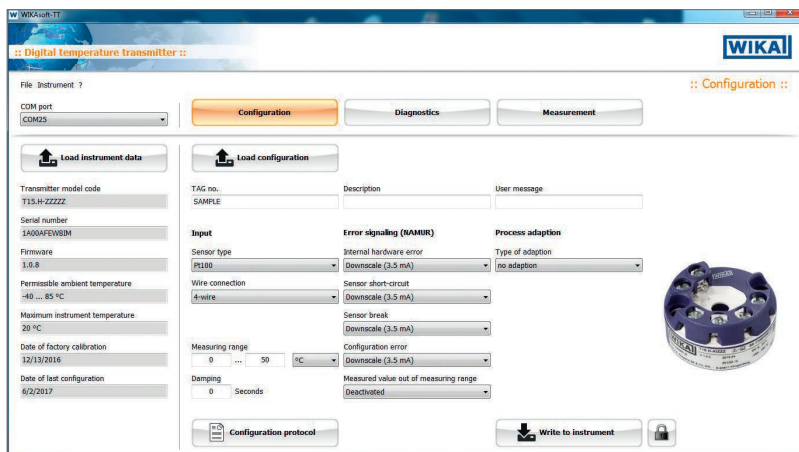 WIKAsoft-TT
:: Digital temperature transmitter ::
WIKAI
File Instrument ?
:: Configuration ::
COM port
COM25
Configuration
Diagnostics
Measurement
Load instrument data
Load configuration
Transmitter model code
T15.H-ZZZZZ
TAG no.
SAMPLE
Description
User message
Serial number
1A00AFEW8IM
Input
Error signaling (NAMUR)
Process adaption
Firmware
1.0.8
Sensor type
Pt100
Internal hardware error
Downscale (3.5 mA)
Type of adaption
no adaption
Permissible ambient temperature
-40 ... 85 ºC
Wire connection
4-wire
Sensor short-circuit
Downscale (3.5 mA)
Maximum instrument temperature
20 ºC
Sensor break
Downscale (3.5 mA)
Date of factory calibration
12/13/2016
Measuring range
0 ... 50 ºC
Configuration error
Downscale (3.5 mA)
Date of last configuration
6/2/2017
Damping
0 Seconds
Measured value out of measuring range
Deactivated
Configuration protocol
Write to instrument
WIKAI